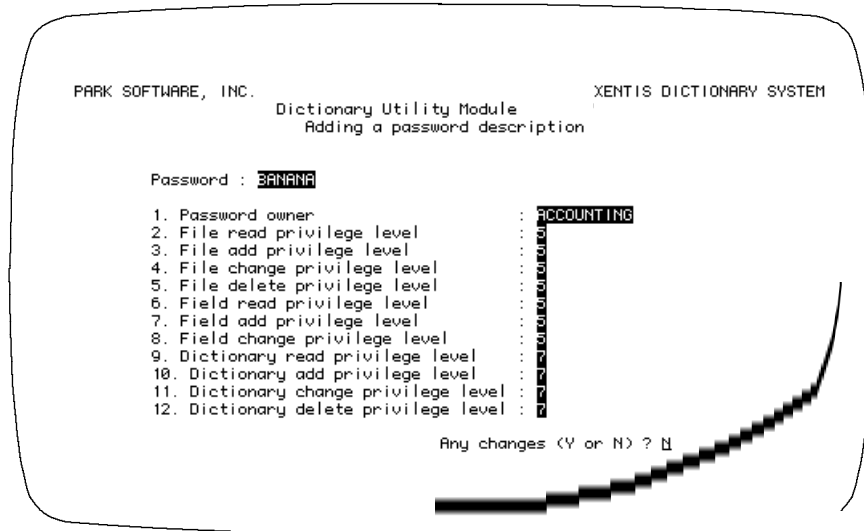 PARK SOFTWARE, INC. XENTIS DICTIONARY SYSTEM
Dictionary Utility Module
Adding a password description
Password : BANANA
1. Password owner : ACCOUNTING
2. File read privilege level : 5
3. File add privilege level : 5
4. File change privilege level : 5
5. File delete privilege level : 5
6. Field read privilege level : 5
7. Field add privilege level : 5
8. Field change privilege level : 5
9. Dictionary read privilege level : 7
10. Dictionary add privilege level : 7
11. Dictionary change privilege level : 7
12. Dictionary delete privilege level : 7
Any changes (Y or N) ? N